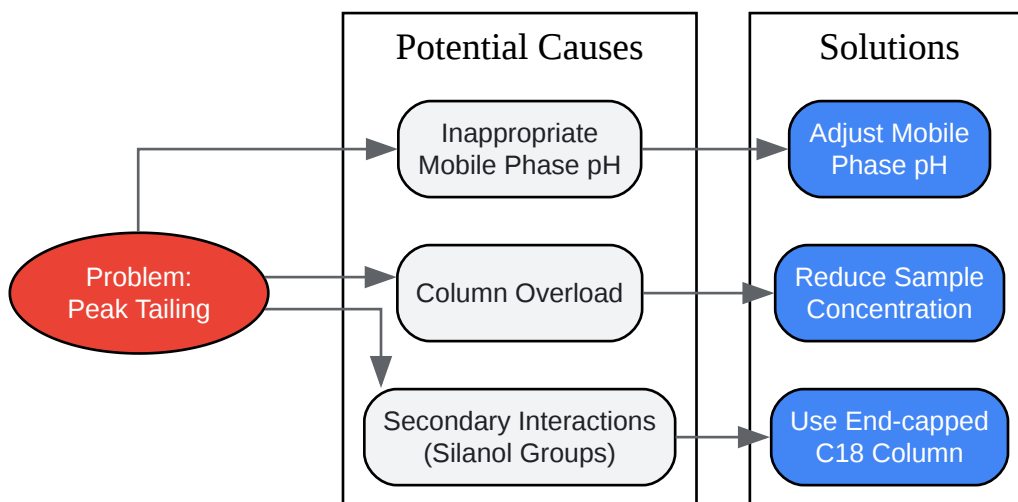 Potential Causes
Solutions
Inappropriate
Mobile Phase pH
Adjust Mobile
Phase pH
Problem:
Peak Tailing
Column Overload
Reduce Sample
Concentration
Secondary Interactions
(Silanol Groups)
Use End-capped
C18 Column